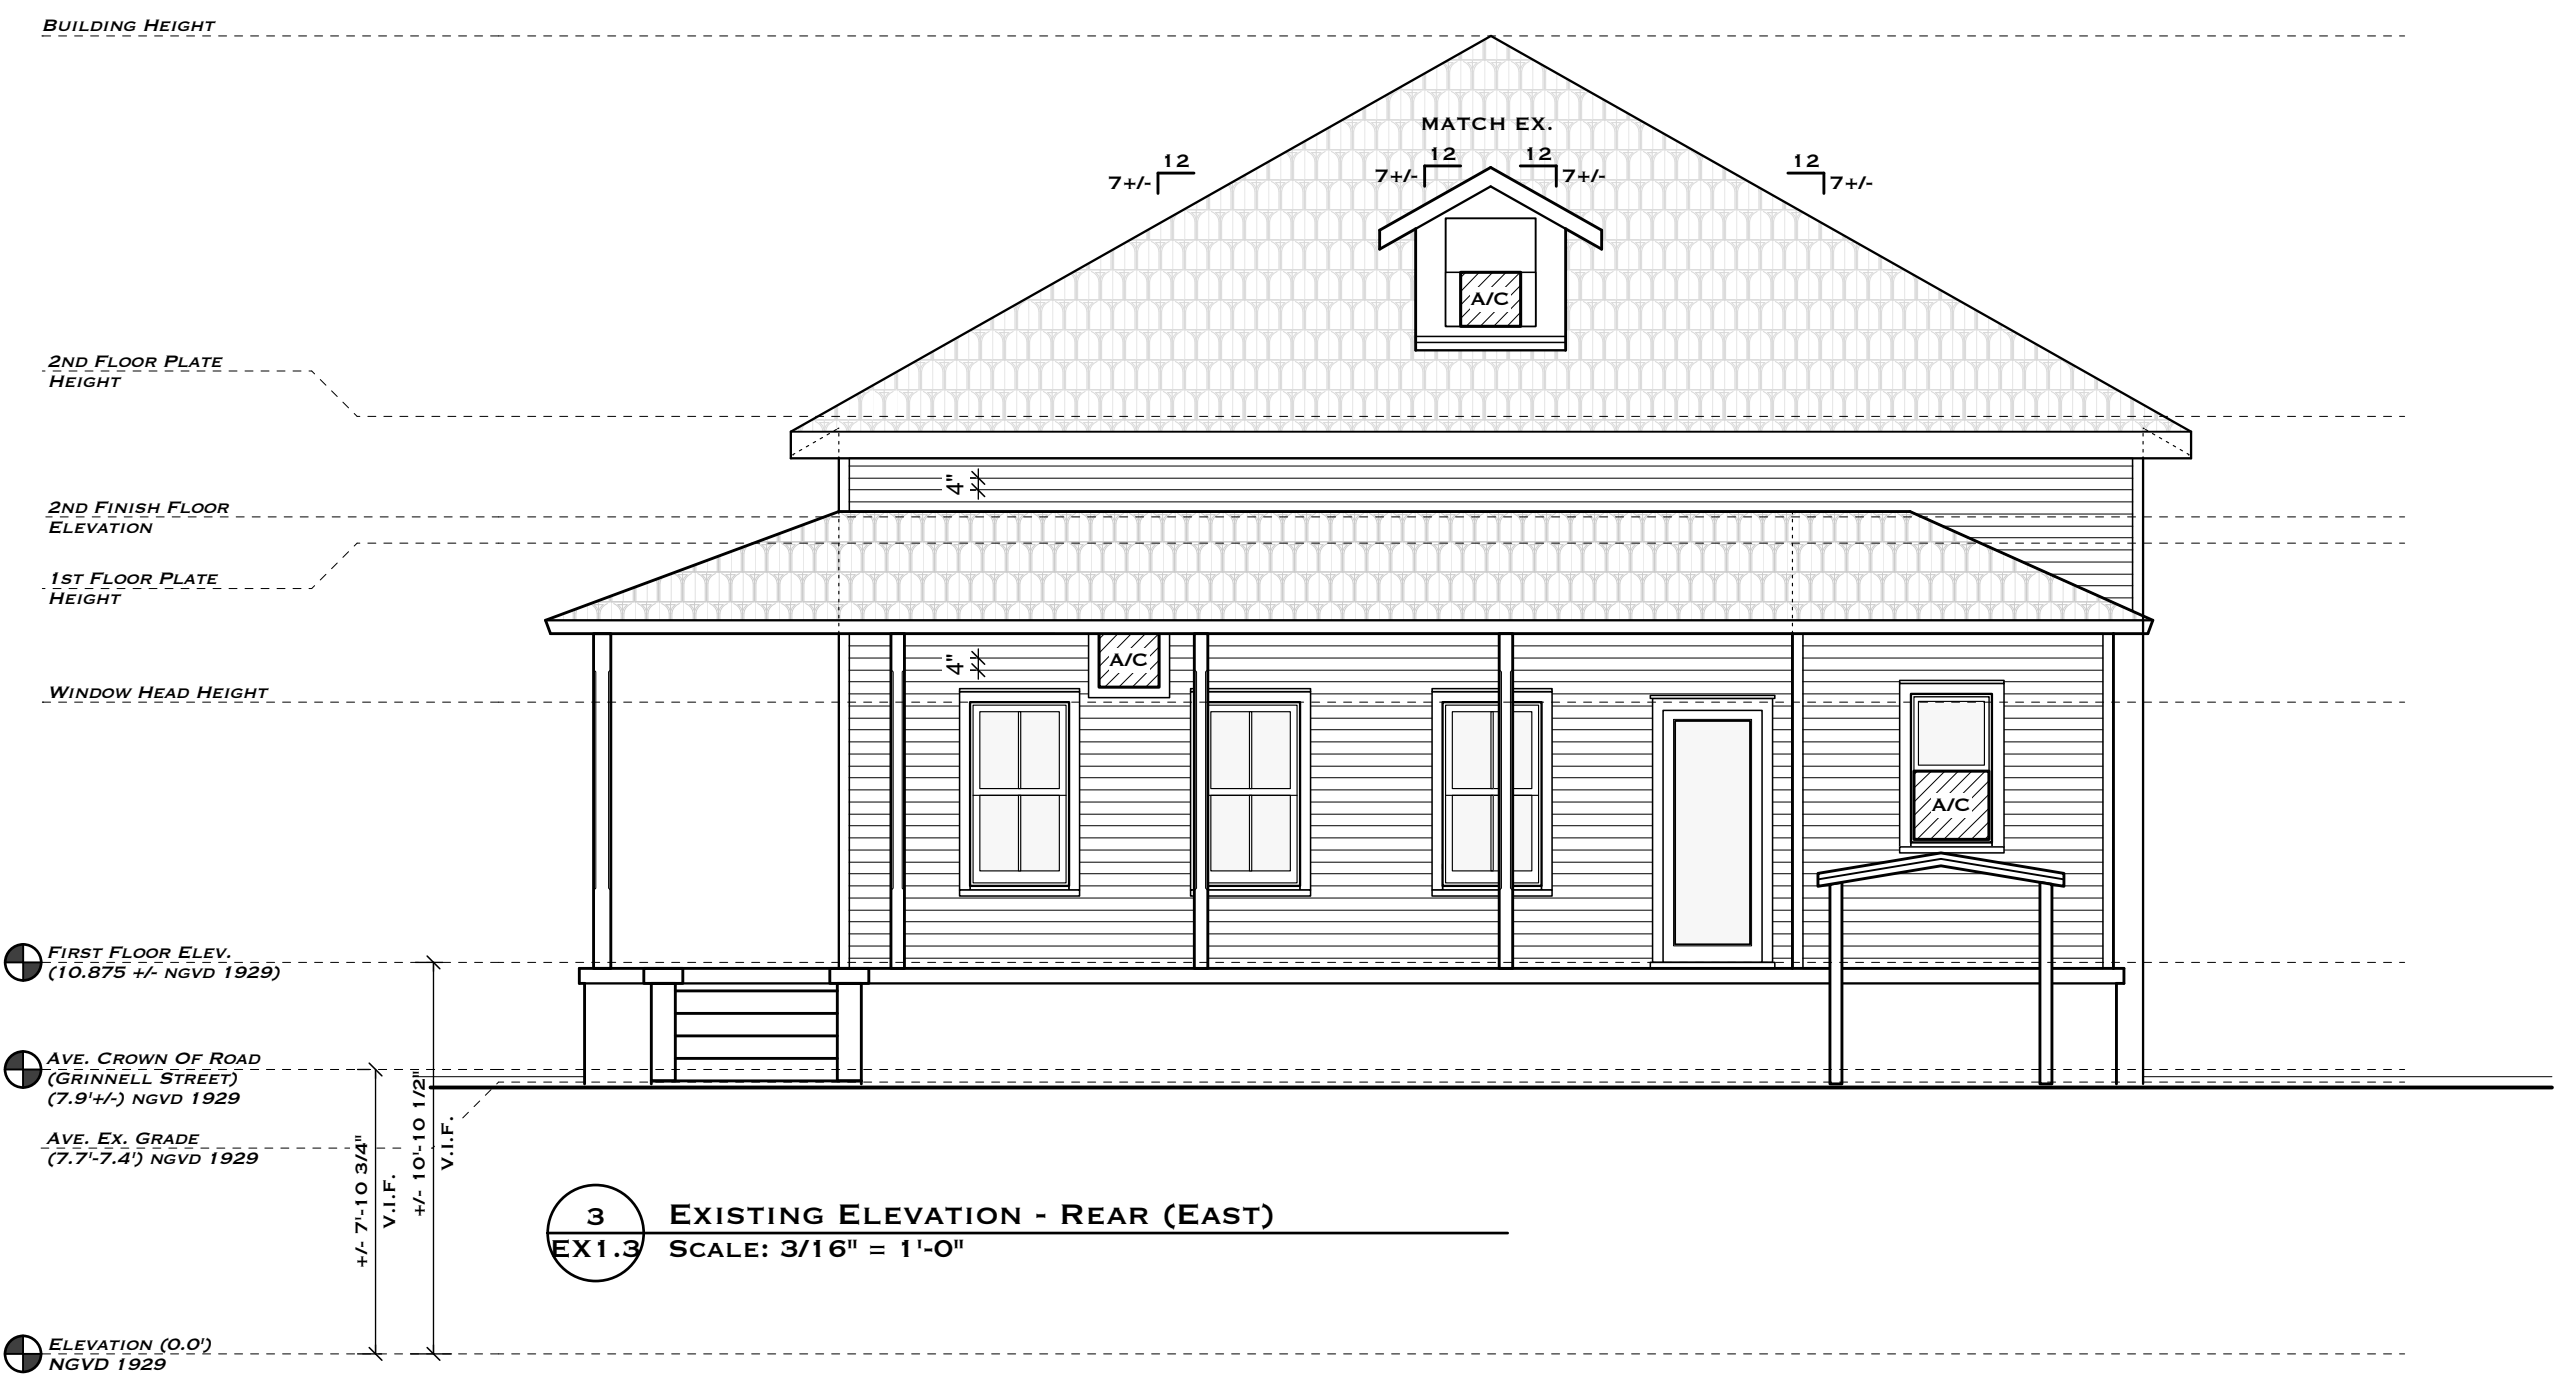 BUILDING HEIGHT
MATCH EX.
12
7+/-
12
7+/-
12
7+/-
12
7+/-
A/C
2ND FLOOR PLATE
HEIGHT
4"
2ND FINISH FLOOR
ELEVATION
1ST FLOOR PLATE
HEIGHT
A/C
4"
WINDOW HEAD HEIGHT
A/C
FIRST FLOOR ELEV.
(10.875 +/- NGVD 1929)
AVE. CROWN OF ROAD
(GRINNELL STREET)
(7.9'+/-) NGVD 1929
AVE. EX. GRADE
(7.7'-7.4') NGVD 1929
+/- 7'-10 3/4"
V.I.F.
+/- 10'-10 1/2"
V.I.F.
3
EX1.3
EXISTING ELEVATION - REAR (EAST)
SCALE: 3/16" = 1'-0"
ELEVATION (0.0')
NGVD 1929